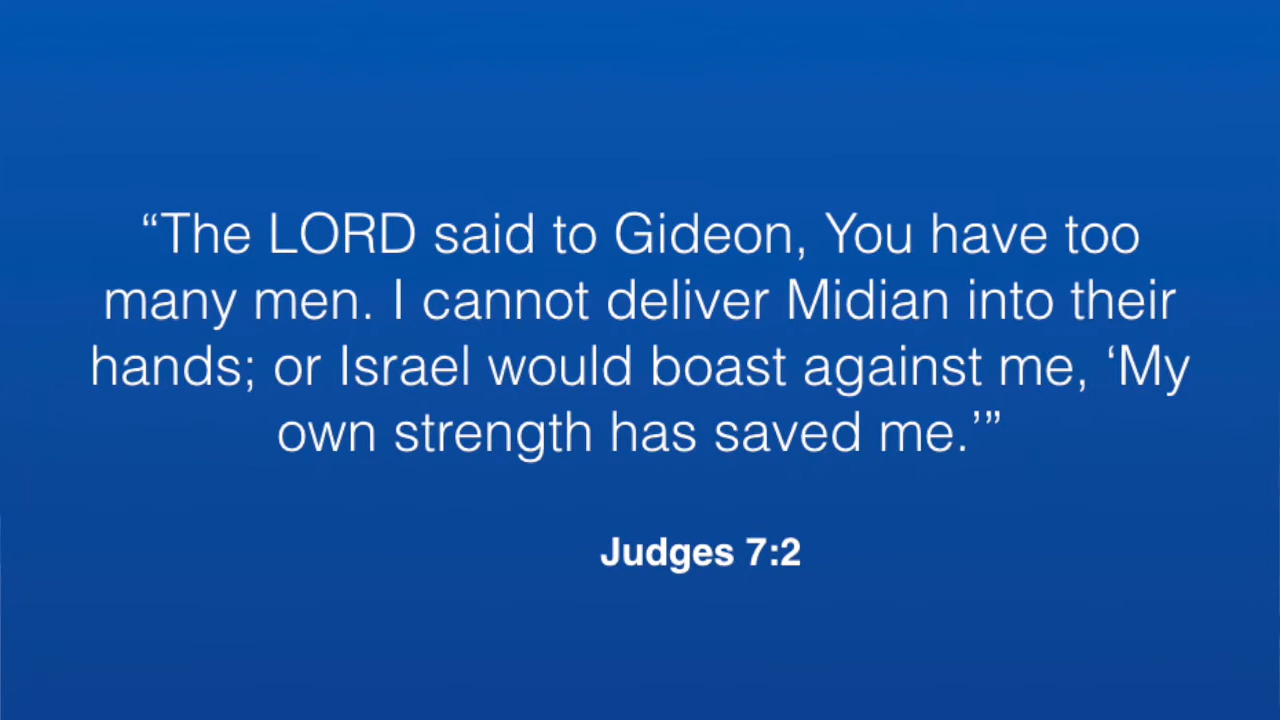 “The LORD said to Gideon, You have too
many men. I cannot deliver Midian into their
hands; or Israel would boast against me, ‘My
own strength has saved me.’”
Judges 7:2